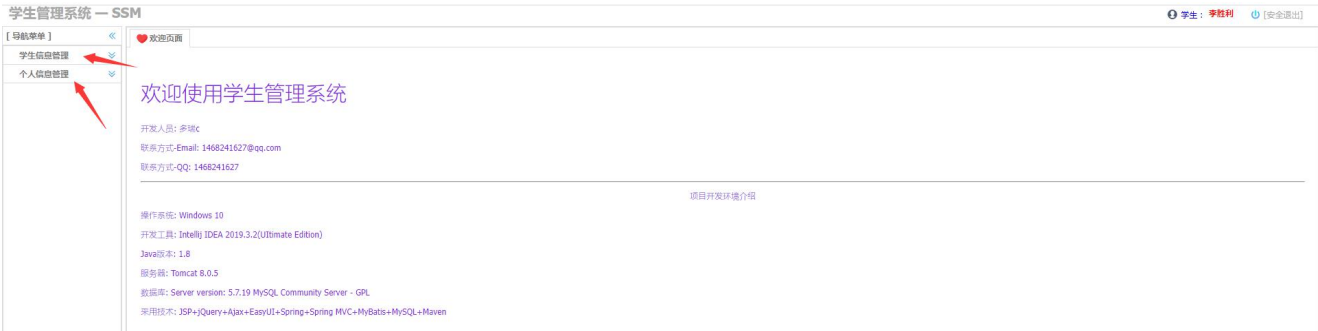 学生管理系统 — SSM
学生： 李胜利 [安全退出]
[ 导航菜单 ]
欢迎页面
学生信息管理
个人信息管理
欢迎使用学生管理系统
开发人员: 多琦c
联系方式-Email: 1468241627@qq.com
联系方式-QQ: 1468241627
项目开发环境介绍
操作系统: Windows 10
开发工具: Intellij IDEA 2019.3.2(UItimate Edition)
Java版本: 1.8
服务器: Tomcat 8.0.5
数据库: Server version: 5.7.19 MySQL Community Server - GPL
采用技术: JSP+jQuery+Ajax+EasyUI+Spring+Spring MVC+MyBatis+MySQL+Maven